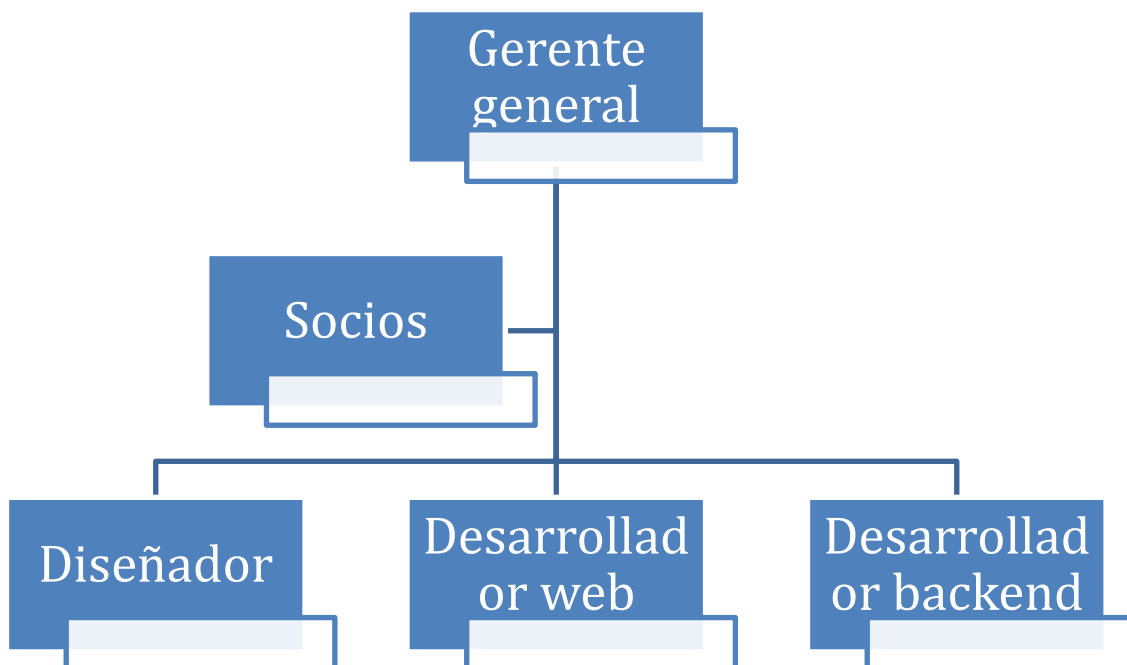 Gerente
general
Socios
Diseñador
Desarrollad
or web
Desarrollad
or backend